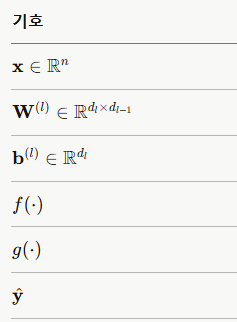 기호
x ∈ ℝⁿ
W⁽ˡ⁾ ∈ ℝ^{d_l×d_{l−1}}
b⁽ˡ⁾ ∈ ℝ^{d_l}
f(·)
g(·)
ŷ